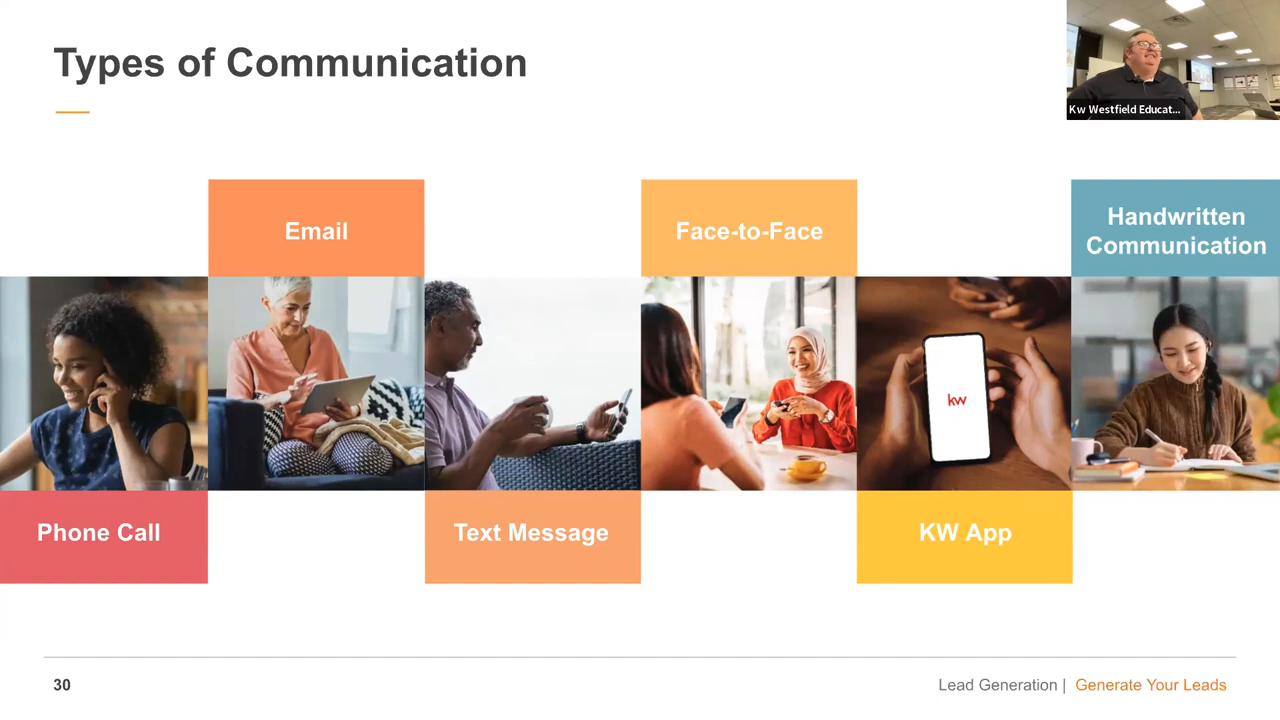 Types of Communication
Kw Westfield Educat...
Email
Face-to-Face
Handwritten
Communication
kw
Phone Call
Text Message
KW App
30
Lead Generation | Generate Your Leads